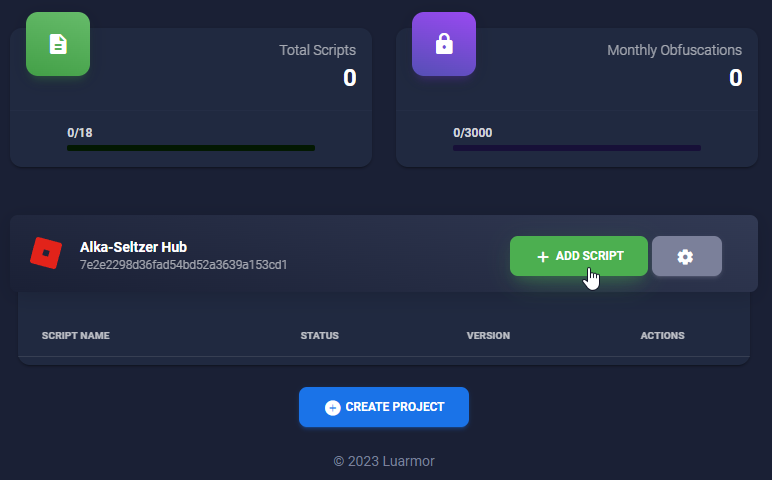 Total Scripts
0
0/18
Monthly Obfuscations
0
0/3000
Alka-Seltzer Hub
7e2e2298d36fad54bd52a3639a153cd1
ADD SCRIPT
SCRIPT NAME STATUS VERSION ACTIONS
CREATE PROJECT
© 2023 Luarmor